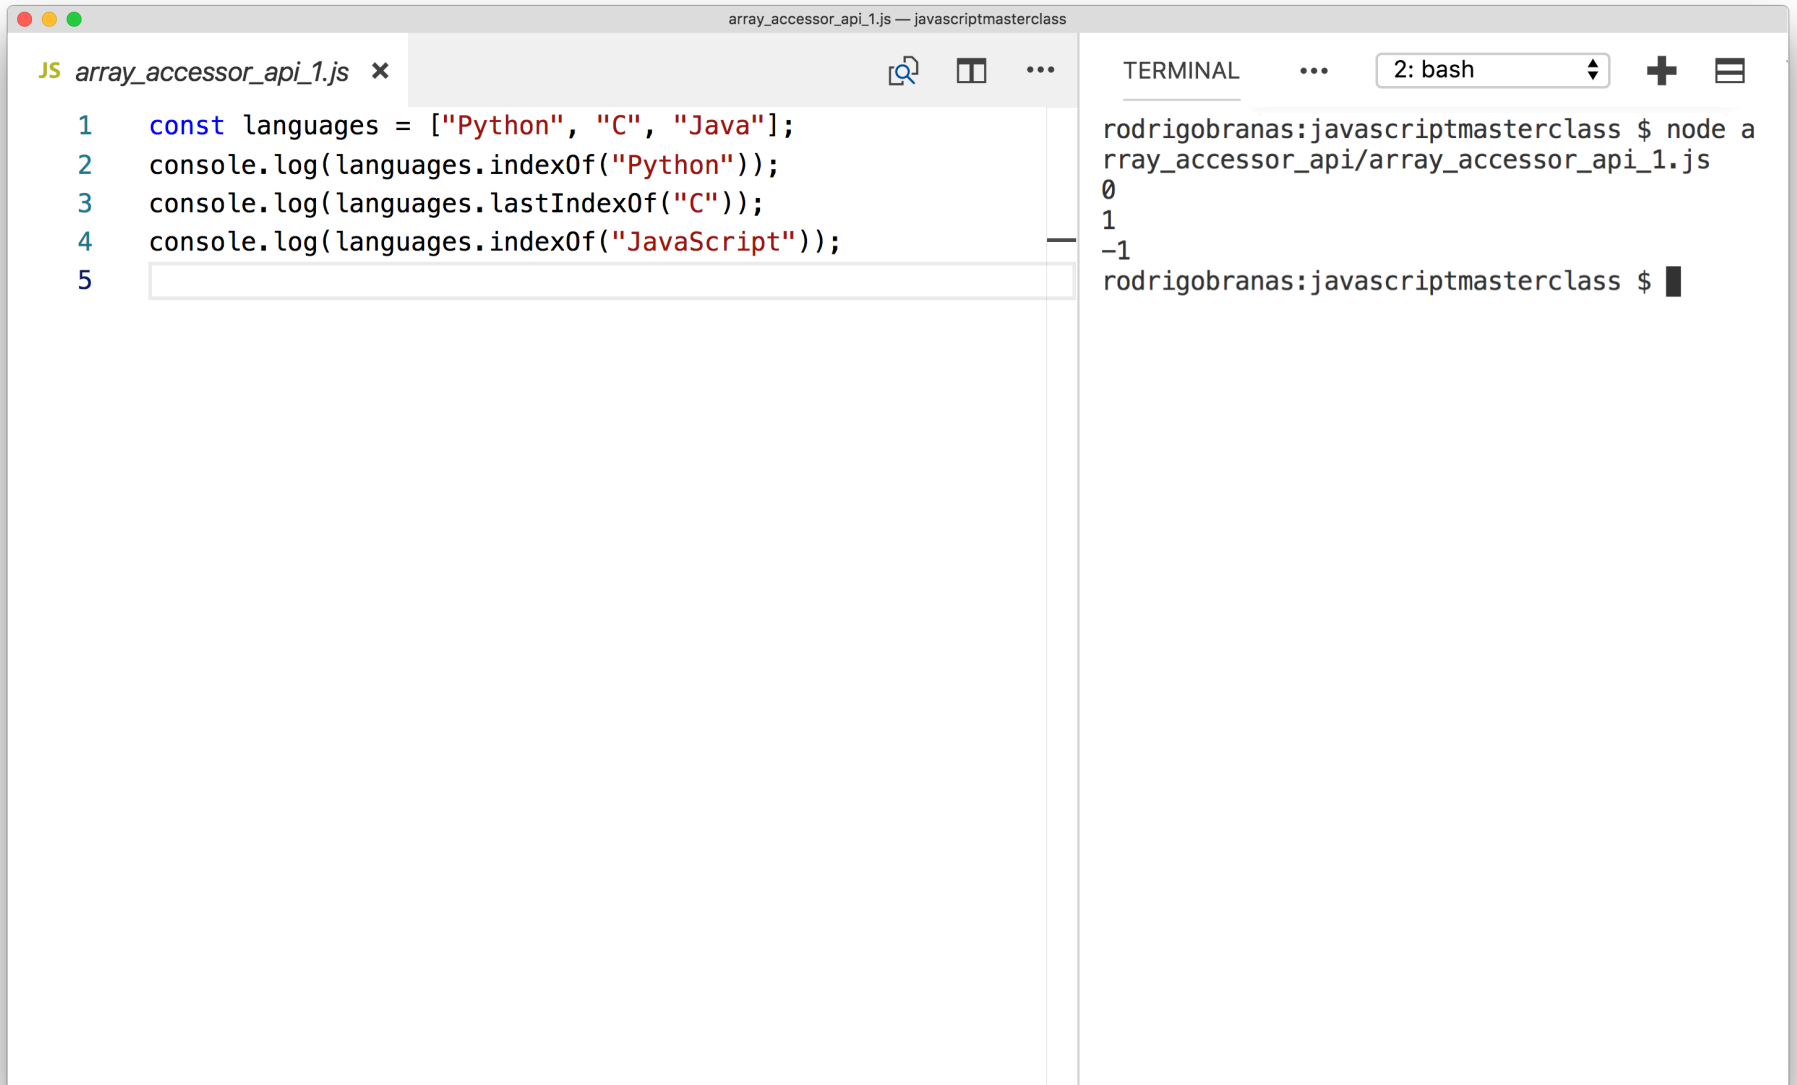 array_accessor_api_1.js — javascriptmasterclass
JS array_accessor_api_1.js
1 const languages = ["Python", "C", "Java"];
2 console.log(languages.indexOf("Python"));
3 console.log(languages.lastIndexOf("C"));
4 console.log(languages.indexOf("JavaScript"));
5
TERMINAL
2: bash
rodrigobranas:javascriptmasterclass $ node a
rray_accessor_api/array_accessor_api_1.js
0
1
-1
rodrigobranas:javascriptmasterclass $